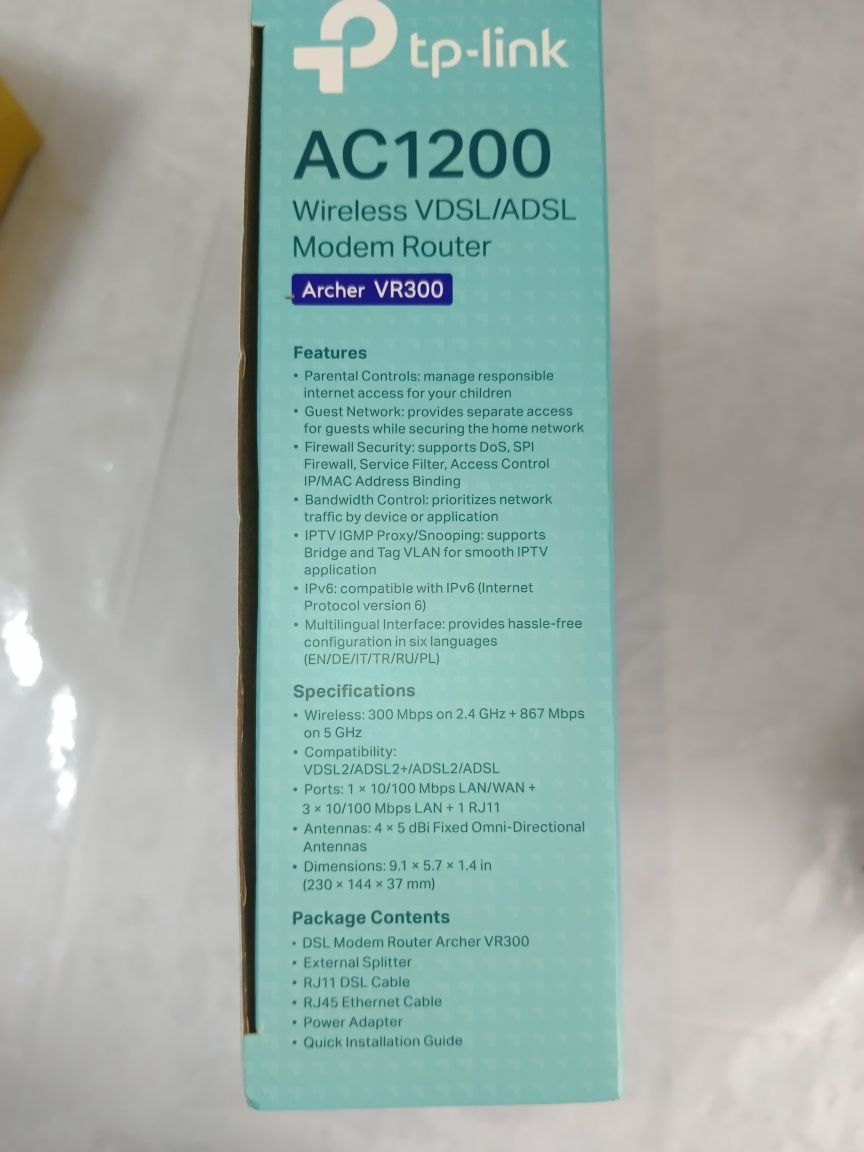 tp-link
AC1200
Wireless VDSL/ADSL
Modem Router
Archer VR300
Features
• Parental Controls: manage responsible
internet access for your children
• Guest Network: provides separate access
for guests while securing the home network
• Firewall Security: supports DoS, SPI
Firewall, Service Filter, Access Control
IP/MAC Address Binding
• Bandwidth Control: prioritizes network
traffic by device or application
• IPTV IGMP Proxy/Snooping: supports
Bridge and Tag VLAN for smooth IPTV
application
• IPv6: compatible with IPv6 (Internet
Protocol version 6)
• Multilingual Interface: provides hassle-free
configuration in six languages
(EN/DE/IT/TR/RU/PL)
Specifications
• Wireless: 300 Mbps on 2.4 GHz + 867 Mbps
on 5 GHz
• Compatibility:
VDSL2/ADSL2+/ADSL2/ADSL
• Ports: 1 × 10/100 Mbps LAN/WAN +
3 × 10/100 Mbps LAN + 1 RJ11
• Antennas: 4 × 5 dBi Fixed Omni-Directional
Antennas
• Dimensions: 9.1 × 5.7 × 1.4 in
(230 × 144 × 37 mm)
Package Contents
• DSL Modem Router Archer VR300
• External Splitter
• RJ11 DSL Cable
• RJ45 Ethernet Cable
• Power Adapter
• Quick Installation Guide